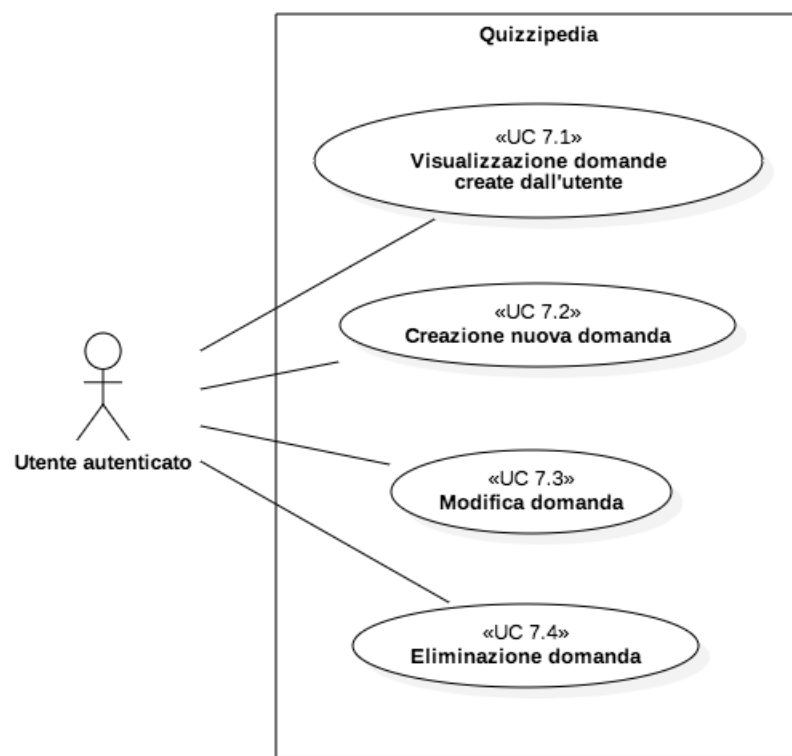 Quizzipedia
«UC 7.1»
Visualizzazione domande
create dall'utente
«UC 7.2»
Creazione nuova domanda
Utente autenticato
«UC 7.3»
Modifica domanda
«UC 7.4»
Eliminazione domanda